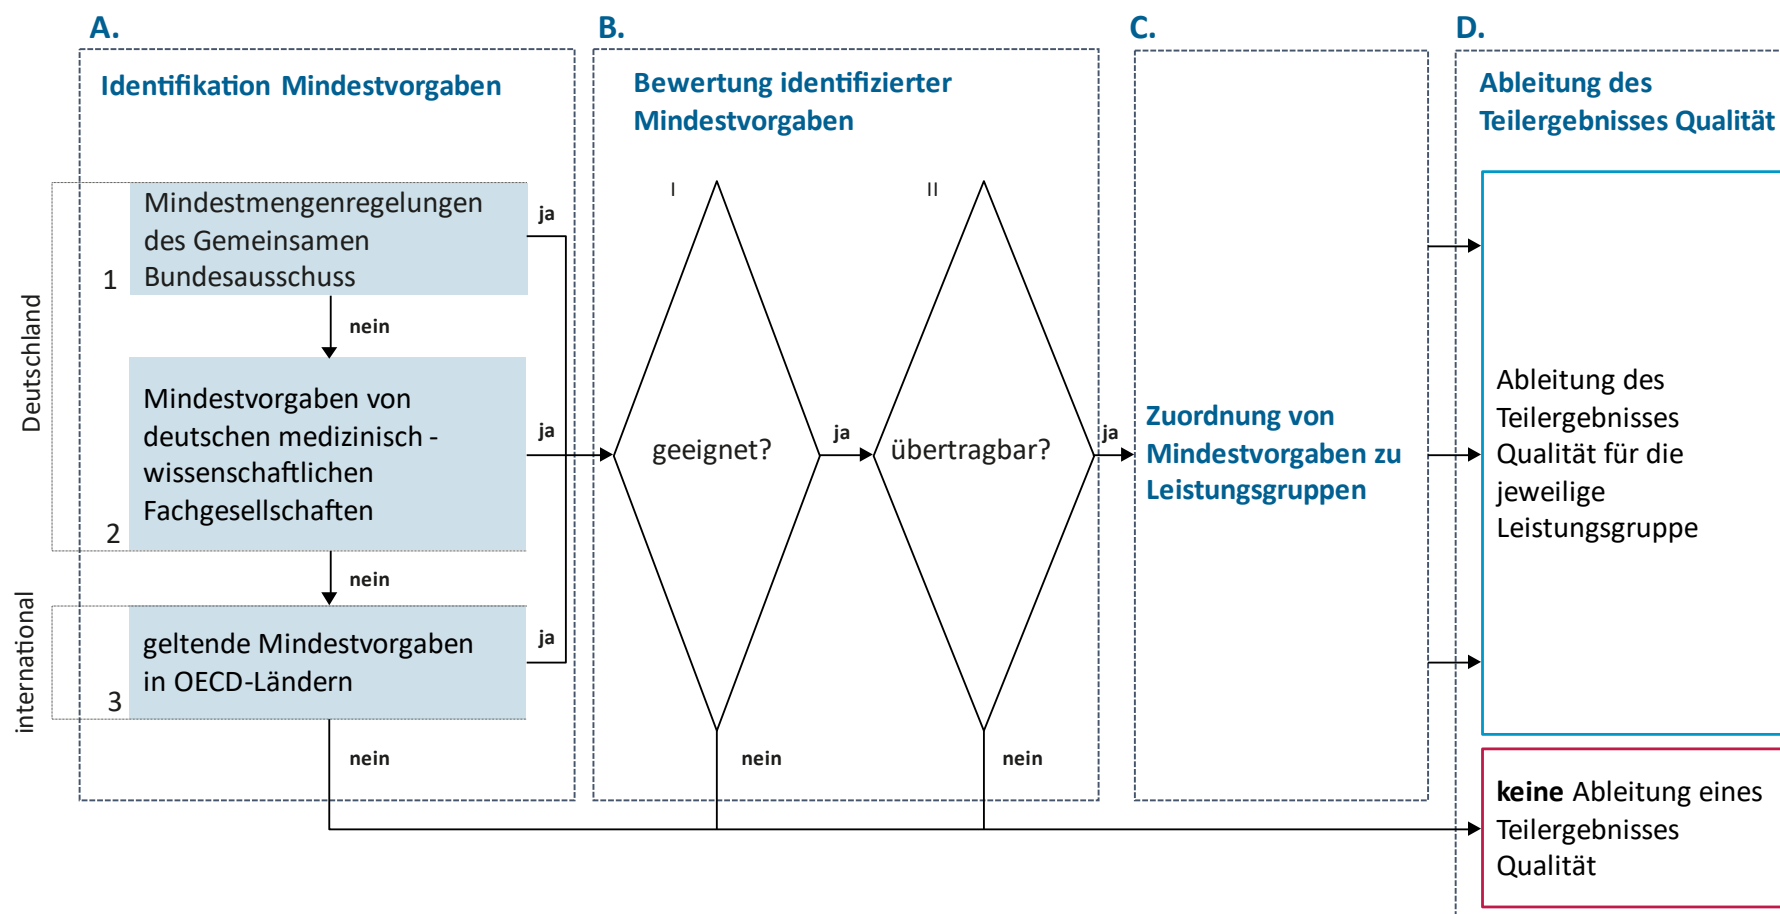 A.
Identifikation Mindestvorgaben
Deutschland
1
Mindestmengenregelungen
des Gemeinsamen
Bundesausschuss
ja
nein
2
Mindestvorgaben von
deutschen medizinisch -
wissenschaftlichen
Fachgesellschaften
ja
nein
international
3
geltende Mindestvorgaben
in OECD-Ländern
ja
nein
B.
Bewertung identifizierter
Mindestvorgaben
I
geeignet?
ja
nein
II
übertragbar?
ja
nein
C.
Zuordnung von
Mindestvorgaben zu
Leistungsgruppen
D.
Ableitung des
Teilergebnisses Qualität
Ableitung des
Teilergebnisses
Qualität für die
jeweilige
Leistungsgruppe
keine Ableitung eines
Teilergebnisses
Qualität